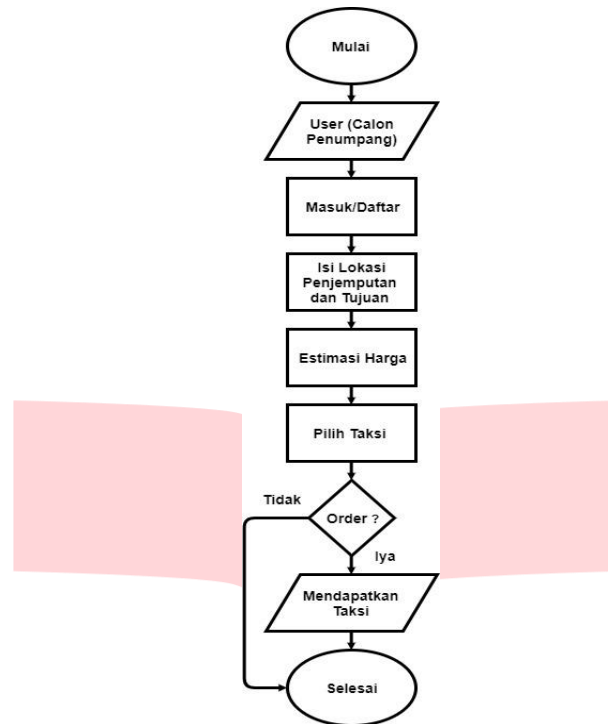 Mulai
User (Calon
Penumpang)
Masuk/Daftar
Isi Lokasi
Penjemputan
dan Tujuan
Estimasi Harga
Pilih Taksi
Tidak
Order ?
Iya
Mendapatkan
Taksi
Selesai